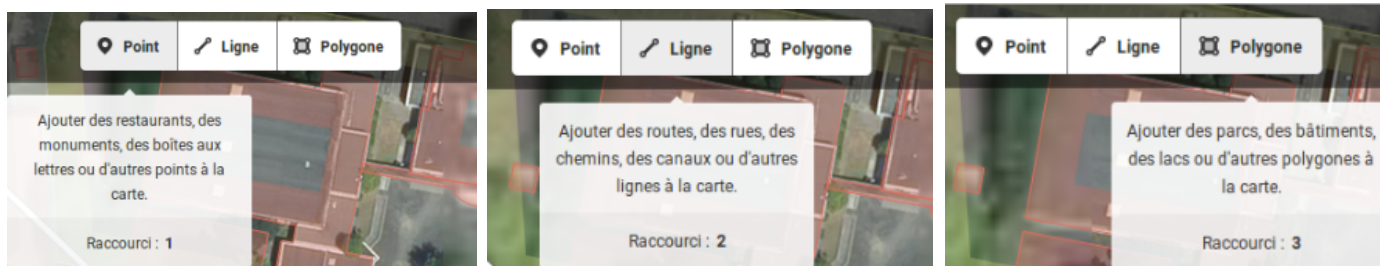 Point Ligne Polygone
Ajouter des restaurants, des
monuments, des boîtes aux
lettres ou d'autres points à la
carte.
Raccourci : 1
Point Ligne Polygone
Ajouter des routes, des rues, des
chemins, des canaux ou d'autres
lignes à la carte.
Raccourci : 2
Point Ligne Polygone
Ajouter des parcs, des bâtiments,
des lacs ou d'autres polygones à
la carte.
Raccourci : 3